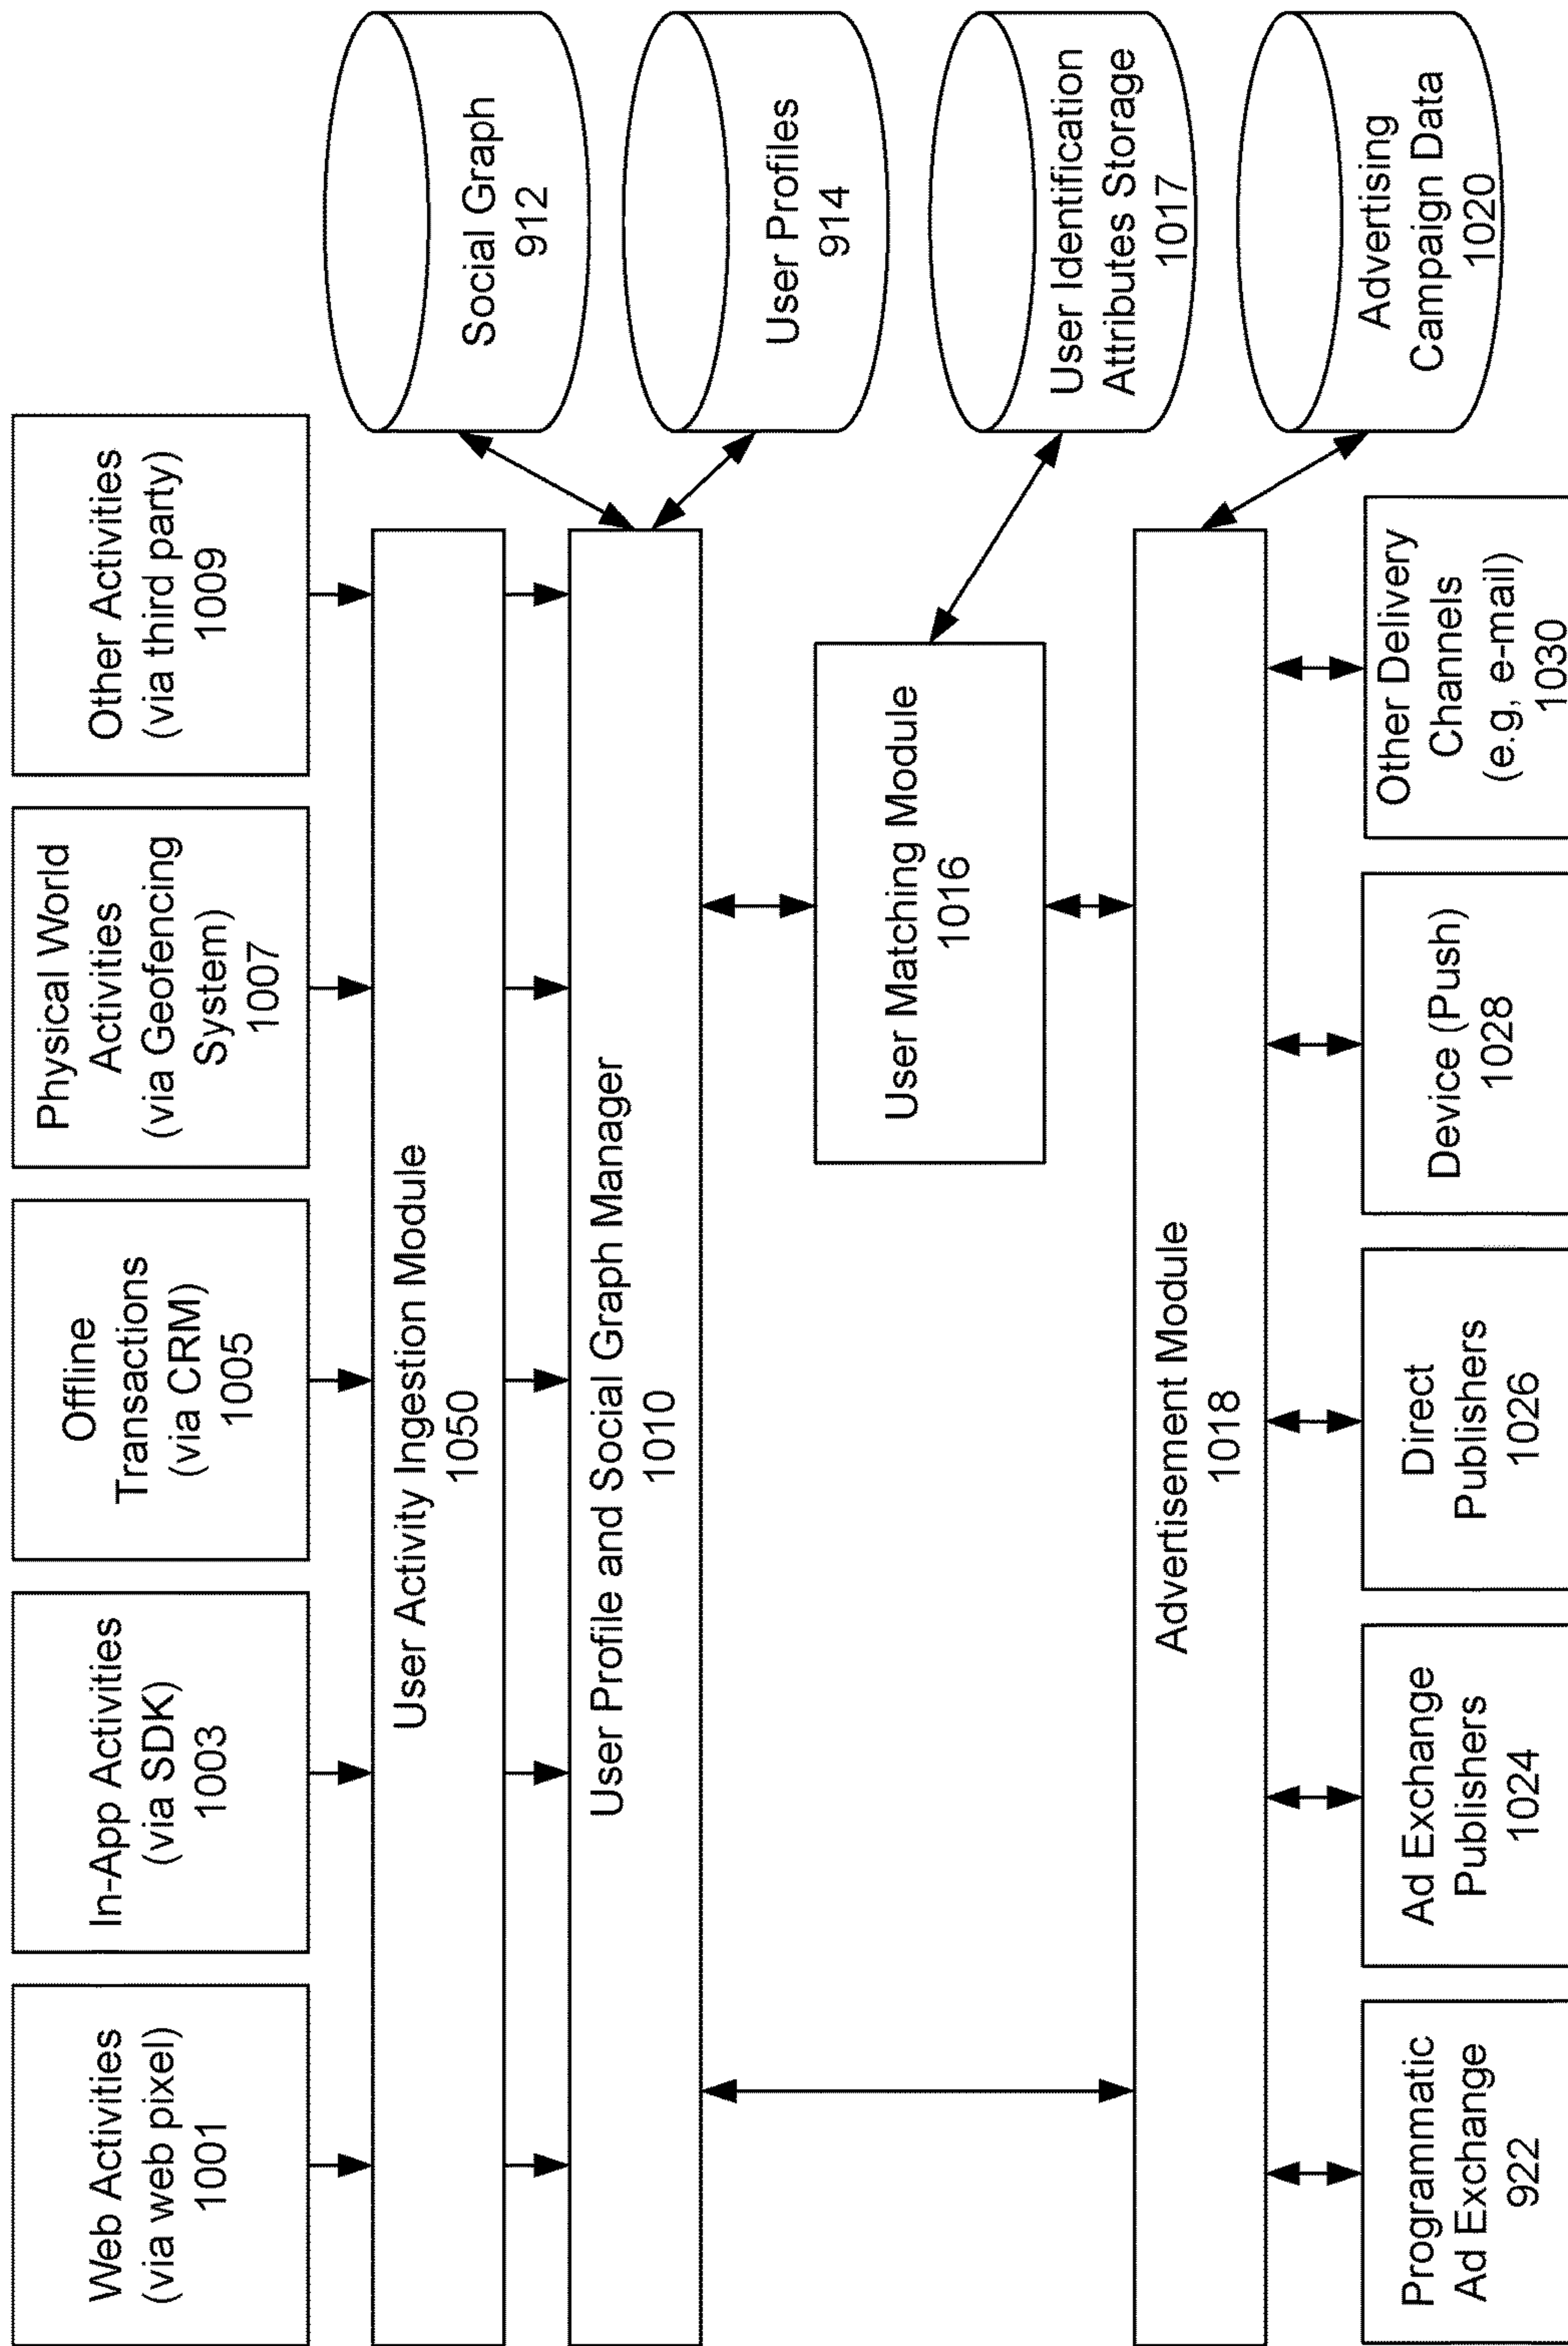 Web Activities
(via web pixel)
1001
In-App Activities
(via SDK)
1003
Offline
Transactions
(via CRM)
1005
Physical World
Activities
(via Geofencing
System)
1007
Other Activities
(via third party)
1009
User Activity Ingestion Module
1050
User Profile and Social Graph Manager
1010
Social Graph
912
User Profiles
914
User Matching Module
1016
User Identification
Attributes Storage
1017
Advertisement Module
1018
Advertising
Campaign Data
1020
Programmatic
Ad Exchange
922
Ad Exchange
Publishers
1024
Direct
Publishers
1026
Device (Push)
1028
Other Delivery
Channels
(e.g, e-mail)
1030